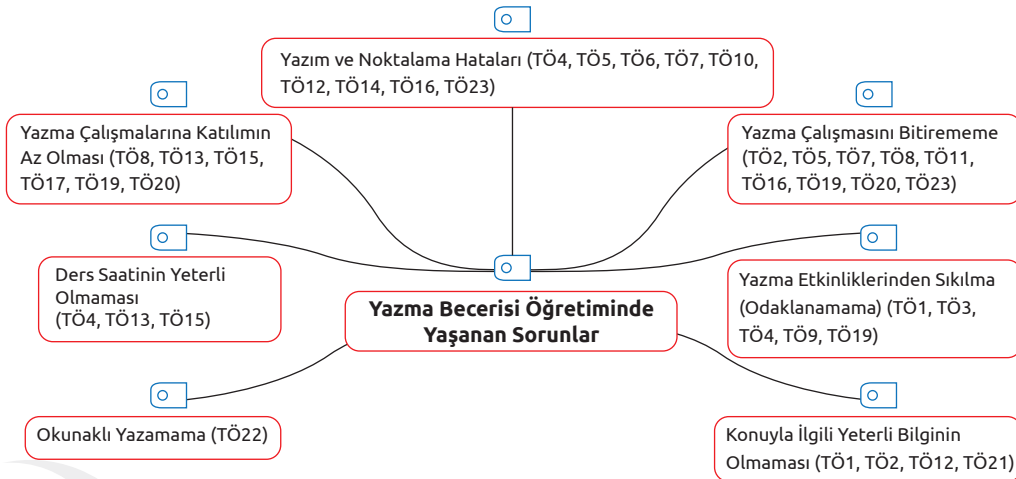 Yazım ve Noktalama Hataları (TÖ4, TÖ5, TÖ6, TÖ7, TÖ10,
TÖ12, TÖ14, TÖ16, TÖ23)
Yazma Çalışmalarına Katılımın
Az Olması (TÖ8, TÖ13, TÖ15,
TÖ17, TÖ19, TÖ20)
Yazma Çalışmasını Bitirememe
(TÖ2, TÖ5, TÖ7, TÖ8, TÖ11,
TÖ16, TÖ19, TÖ20, TÖ23)
Ders Saatinin Yeterli
Olmaması
(TÖ4, TÖ13, TÖ15)
Yazma Becerisi Öğretiminde
Yaşanan Sorunlar
Yazma Etkinliklerinden Sıkılma
(Odaklanamama) (TÖ1, TÖ3,
TÖ4, TÖ9, TÖ19)
Okunaklı Yazamama (TÖ22)
Konuyla İlgili Yeterli Bilginin
Olmaması (TÖ1, TÖ2, TÖ12, TÖ21)